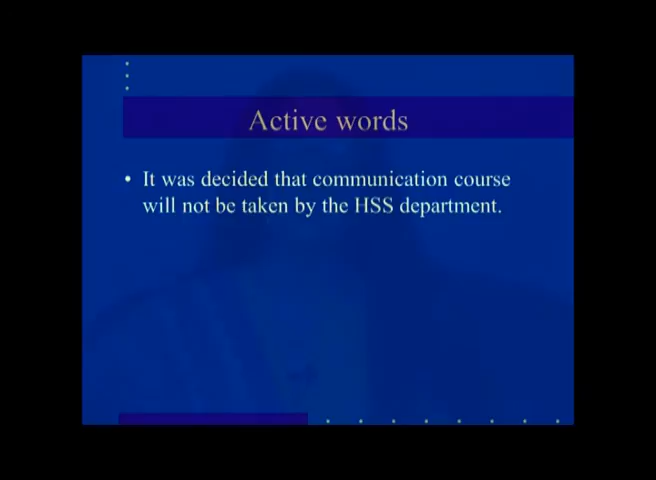 Active words
• It was decided that communication course
will not be taken by the HSS department.